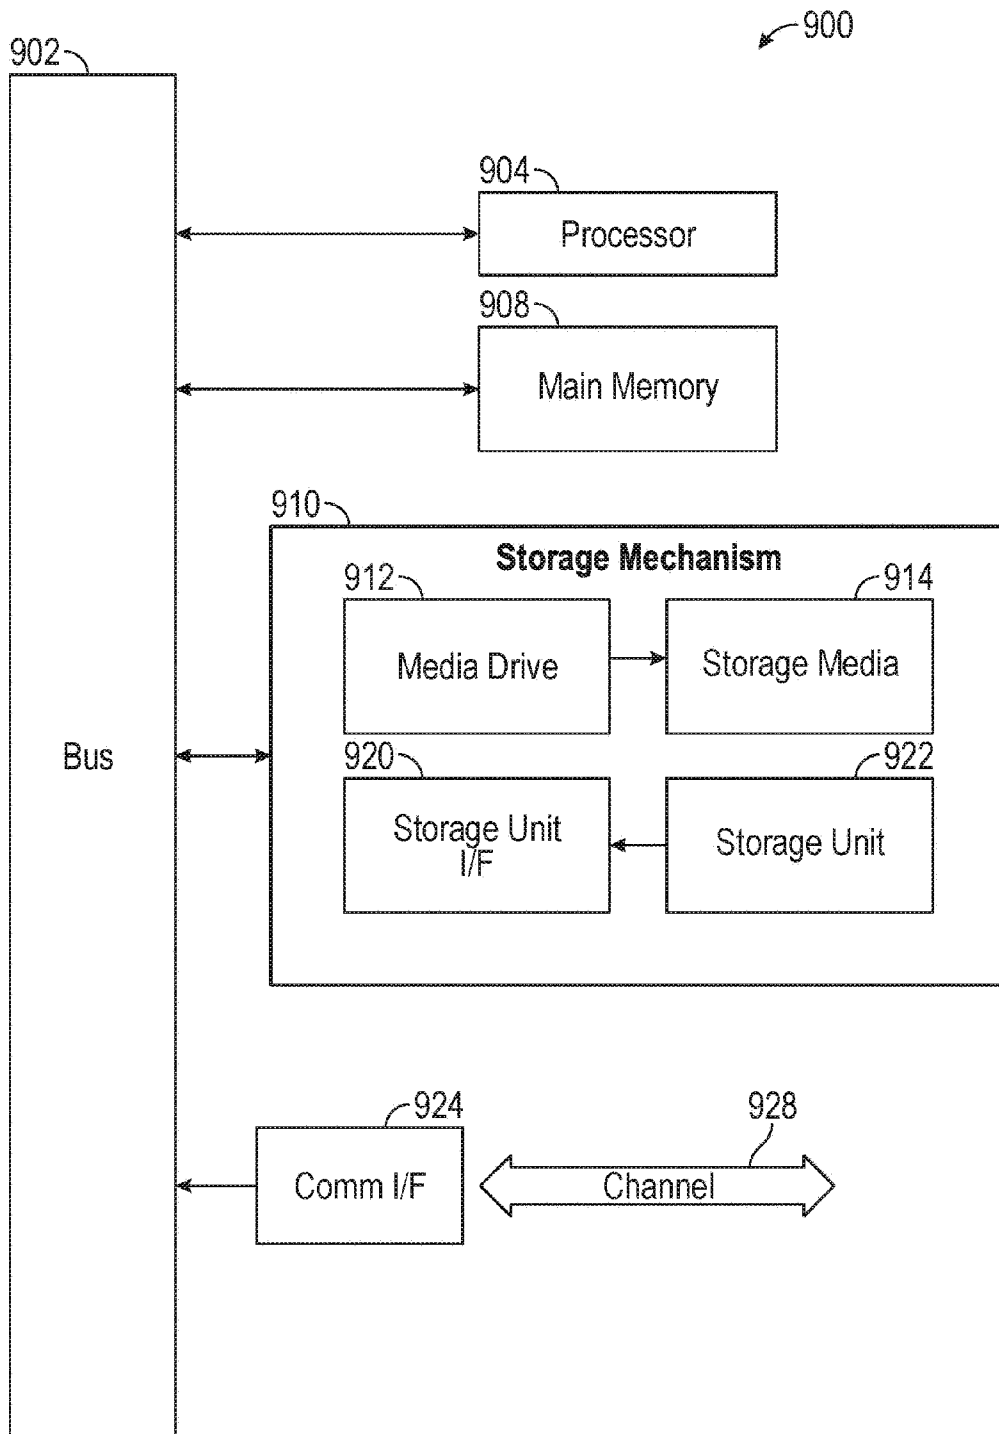 900
902
904
Processor
908
Main Memory
910
Storage Mechanism
912
914
Media Drive
Storage Media
Bus
920
922
Storage Unit
I/F
Storage Unit
924
928
Comm I/F
Channel